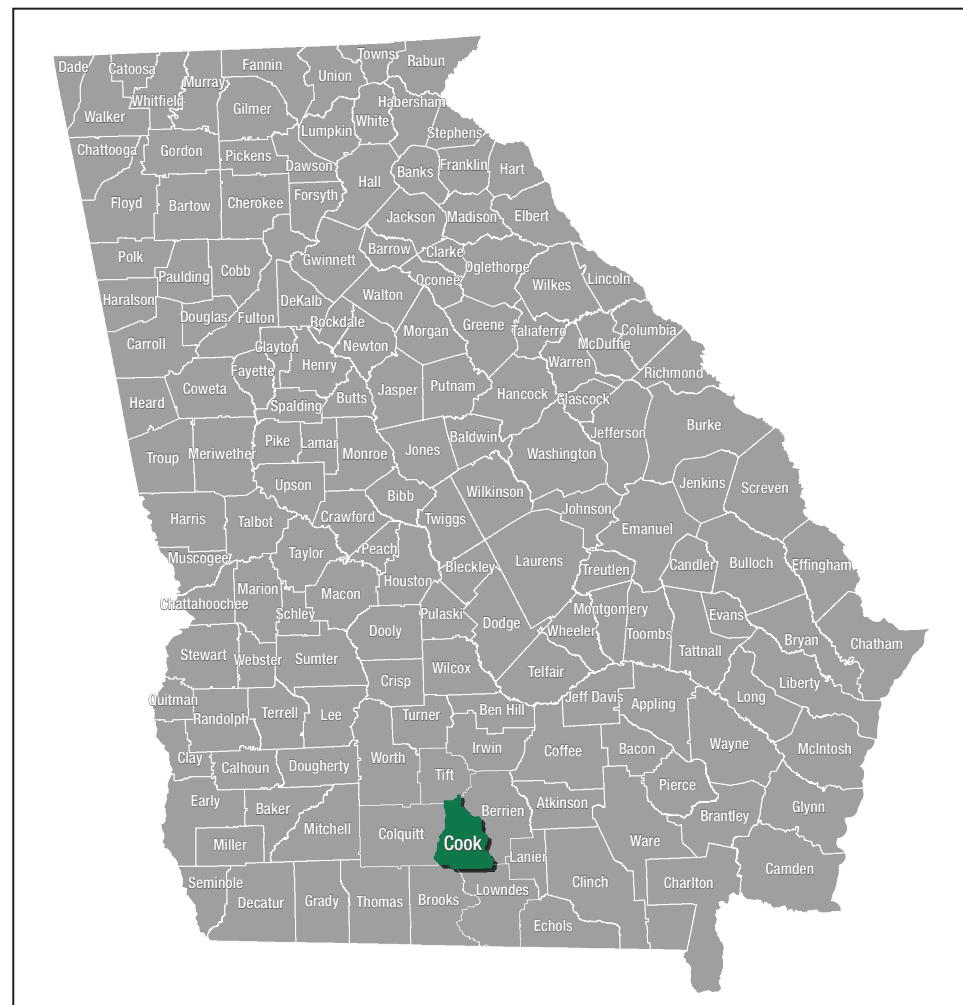 Dade
Catoosa
Whitfield
Murray
Fannin
Union
Towns
Rabun
Walker
Gilmer
Habersham
White
Lumpkin
Stephens
Chattooga
Gordon
Pickens
Dawson
Hall
Banks
Franklin
Hart
Floyd
Bartow
Cherokee
Forsyth
Jackson
Madison
Elbert
Polk
Paulding
Cobb
Gwinnett
Barrow
Clarke
Oconee
Oglethorpe
Wilkes
Lincoln
Haralson
Douglas
Fulton
DeKalb
Rockdale
Walton
Morgan
Greene
Taliaferro
McDuffie
Columbia
Carroll
Clayton
Fayette
Henry
Newton
Warren
Richmond
Heard
Coweta
Spalding
Butts
Jasper
Putnam
Hancock
Glascock
Jefferson
Burke
Troup
Meriwether
Pike
Lamar
Monroe
Jones
Baldwin
Washington
Jenkins
Screven
Upson
Bibb
Wilkinson
Harris
Talbot
Crawford
Twiggs
Johnson
Emanuel
Muscogee
Taylor
Peach
Houston
Bleckley
Laurens
Treutlen
Candler
Bulloch
Effingham
Chattahoochee
Marion
Schley
Macon
Pulaski
Dodge
Montgomery
Wheeler
Toombs
Evans
Tattnall
Bryan
Chatham
Dooly
Stewart
Webster
Sumter
Crisp
Wilcox
Telfair
Liberty
Long
Quitman
Randolph
Terrell
Lee
Turner
Ben Hill
Jeff Davis
Appling
Wayne
McIntosh
Clay
Calhoun
Dougherty
Worth
Tift
Irwin
Coffee
Bacon
Pierce
Early
Baker
Mitchell
Colquitt
Cook
Berrien
Atkinson
Ware
Brantley
Glynn
Miller
Lanier
Clinch
Charlton
Camden
Seminole
Decatur
Grady
Thomas
Brooks
Lowndes
Echols